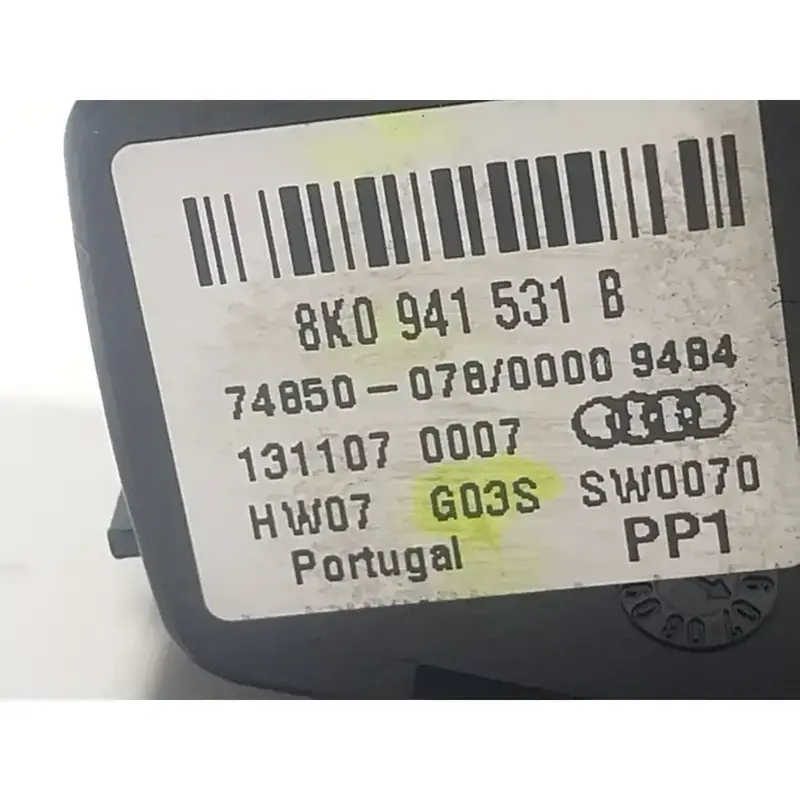 8K0 941 531 B
74850-078/0000 9484
131107 0007
HW07 G03S SW0070
Portugal PP1